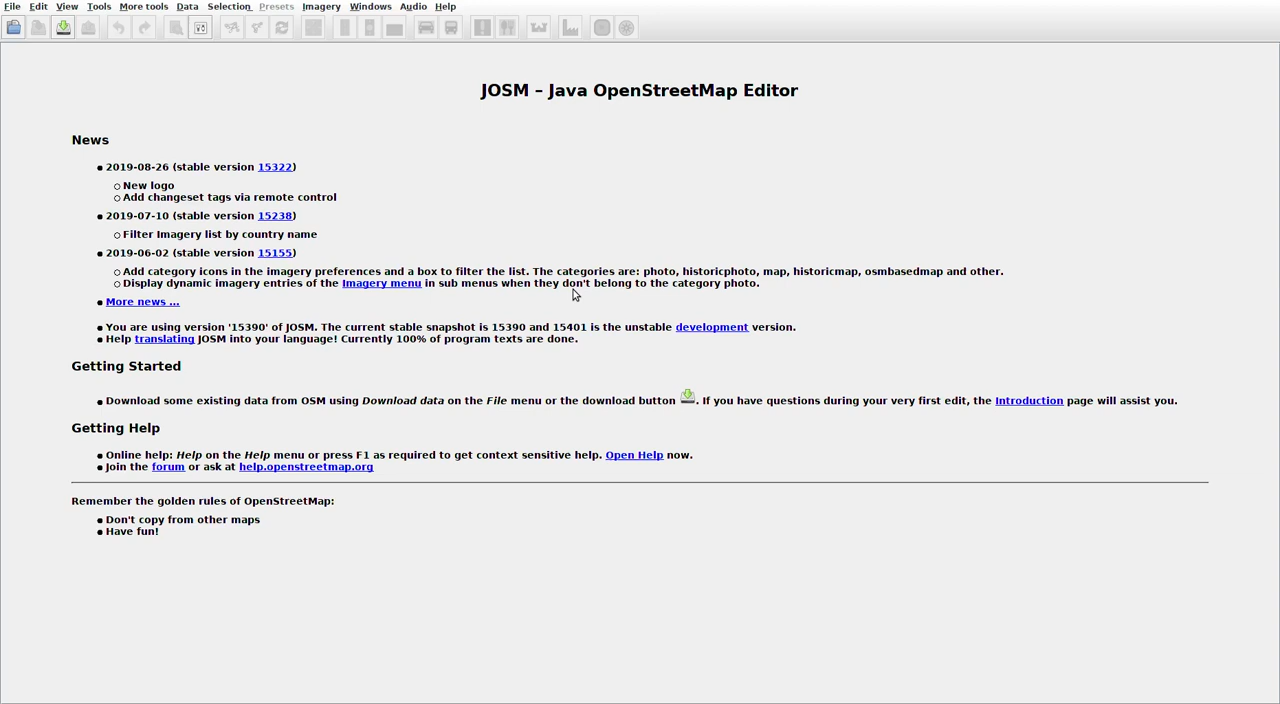 File Edit View Tools More tools Data Selection Presets Imagery Windows Audio Help
JOSM – Java OpenStreetMap Editor
News
2019-08-26 (stable version 15322)
New logo
Add changeset tags via remote control
2019-07-10 (stable version 15238)
Filter Imagery list by country name
2019-06-02 (stable version 15155)
Add category icons in the imagery preferences and a box to filter the list. The categories are: photo, historicphoto, map, historicmap, osmbasedmap and other.
Display dynamic imagery entries of the Imagery menu in sub menus when they don't belong to the category photo.
More news ...
You are using version '15390' of JOSM. The current stable snapshot is 15390 and 15401 is the unstable development version.
Help translating JOSM into your language! Currently 100% of program texts are done.
Getting Started
Download some existing data from OSM using Download data on the File menu or the download button . If you have questions during your very first edit, the Introduction page will assist you.
Getting Help
Online help: Help on the Help menu or press F1 as required to get context sensitive help. Open Help now.
Join the forum or ask at help.openstreetmap.org
Remember the golden rules of OpenStreetMap:
Don't copy from other maps
Have fun!